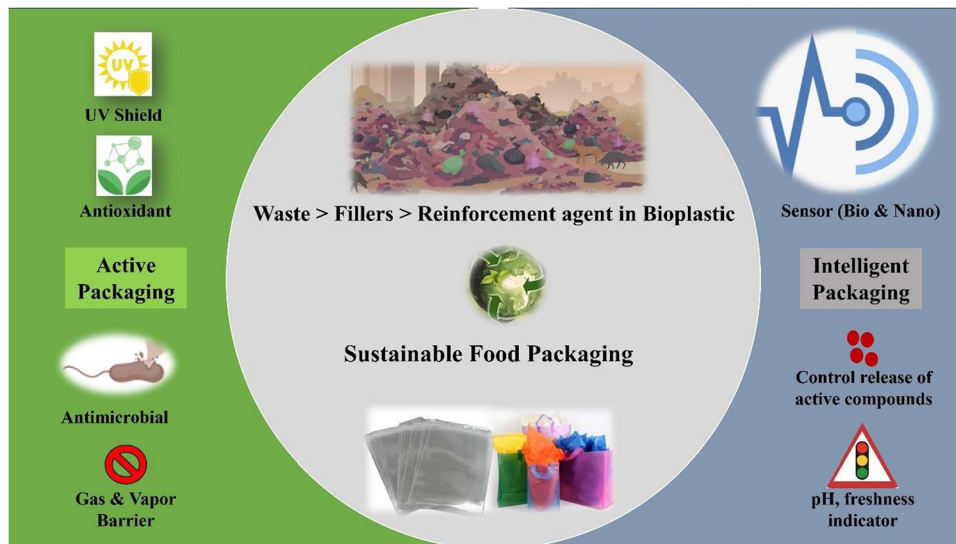 UV
UV Shield
Antioxidant
Active
Packaging
Antimicrobial
Gas & Vapor
Barrier
Waste > Fillers > Reinforcement agent in Bioplastic
Sustainable Food Packaging
Sensor (Bio & Nano)
Intelligent
Packaging
Control release of
active compounds
pH, freshness
indicator